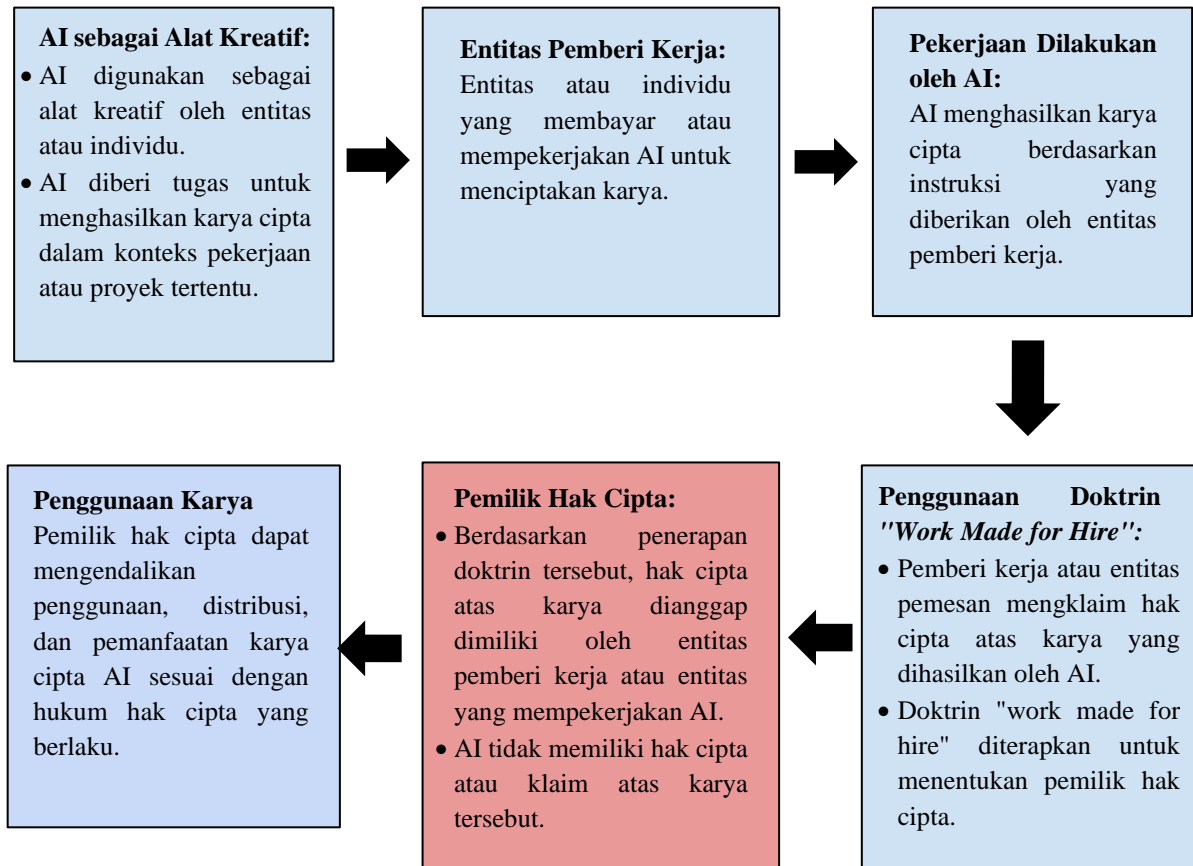 AI sebagai Alat Kreatif:
• AI digunakan sebagai
alat kreatif oleh entitas
atau individu.
• AI diberi tugas untuk
menghasilkan karya cipta
dalam konteks pekerjaan
atau proyek tertentu.
Entitas Pemberi Kerja:
Entitas atau individu
yang membayar atau
mempekerjakan AI untuk
menciptakan karya.
Pekerjaan Dilakukan
oleh AI:
AI menghasilkan karya
cipta berdasarkan
instruksi yang
diberikan oleh entitas
pemberi kerja.
Penggunaan Doktrin
"Work Made for Hire":
• Pemberi kerja atau entitas
pemesan mengklaim hak
cipta atas karya yang
dihasilkan oleh AI.
• Doktrin "work made for
hire" diterapkan untuk
menentukan pemilik hak
cipta.
Pemilik Hak Cipta:
• Berdasarkan penerapan
doktrin tersebut, hak cipta
atas karya dianggap
dimiliki oleh entitas
pemberi kerja atau entitas
yang mempekerjakan AI.
• AI tidak memiliki hak cipta
atau klaim atas karya
tersebut.
Penggunaan Karya
Pemilik hak cipta dapat
mengendalikan
penggunaan, distribusi,
dan pemanfaatan karya
cipta AI sesuai dengan
hukum hak cipta yang
berlaku.